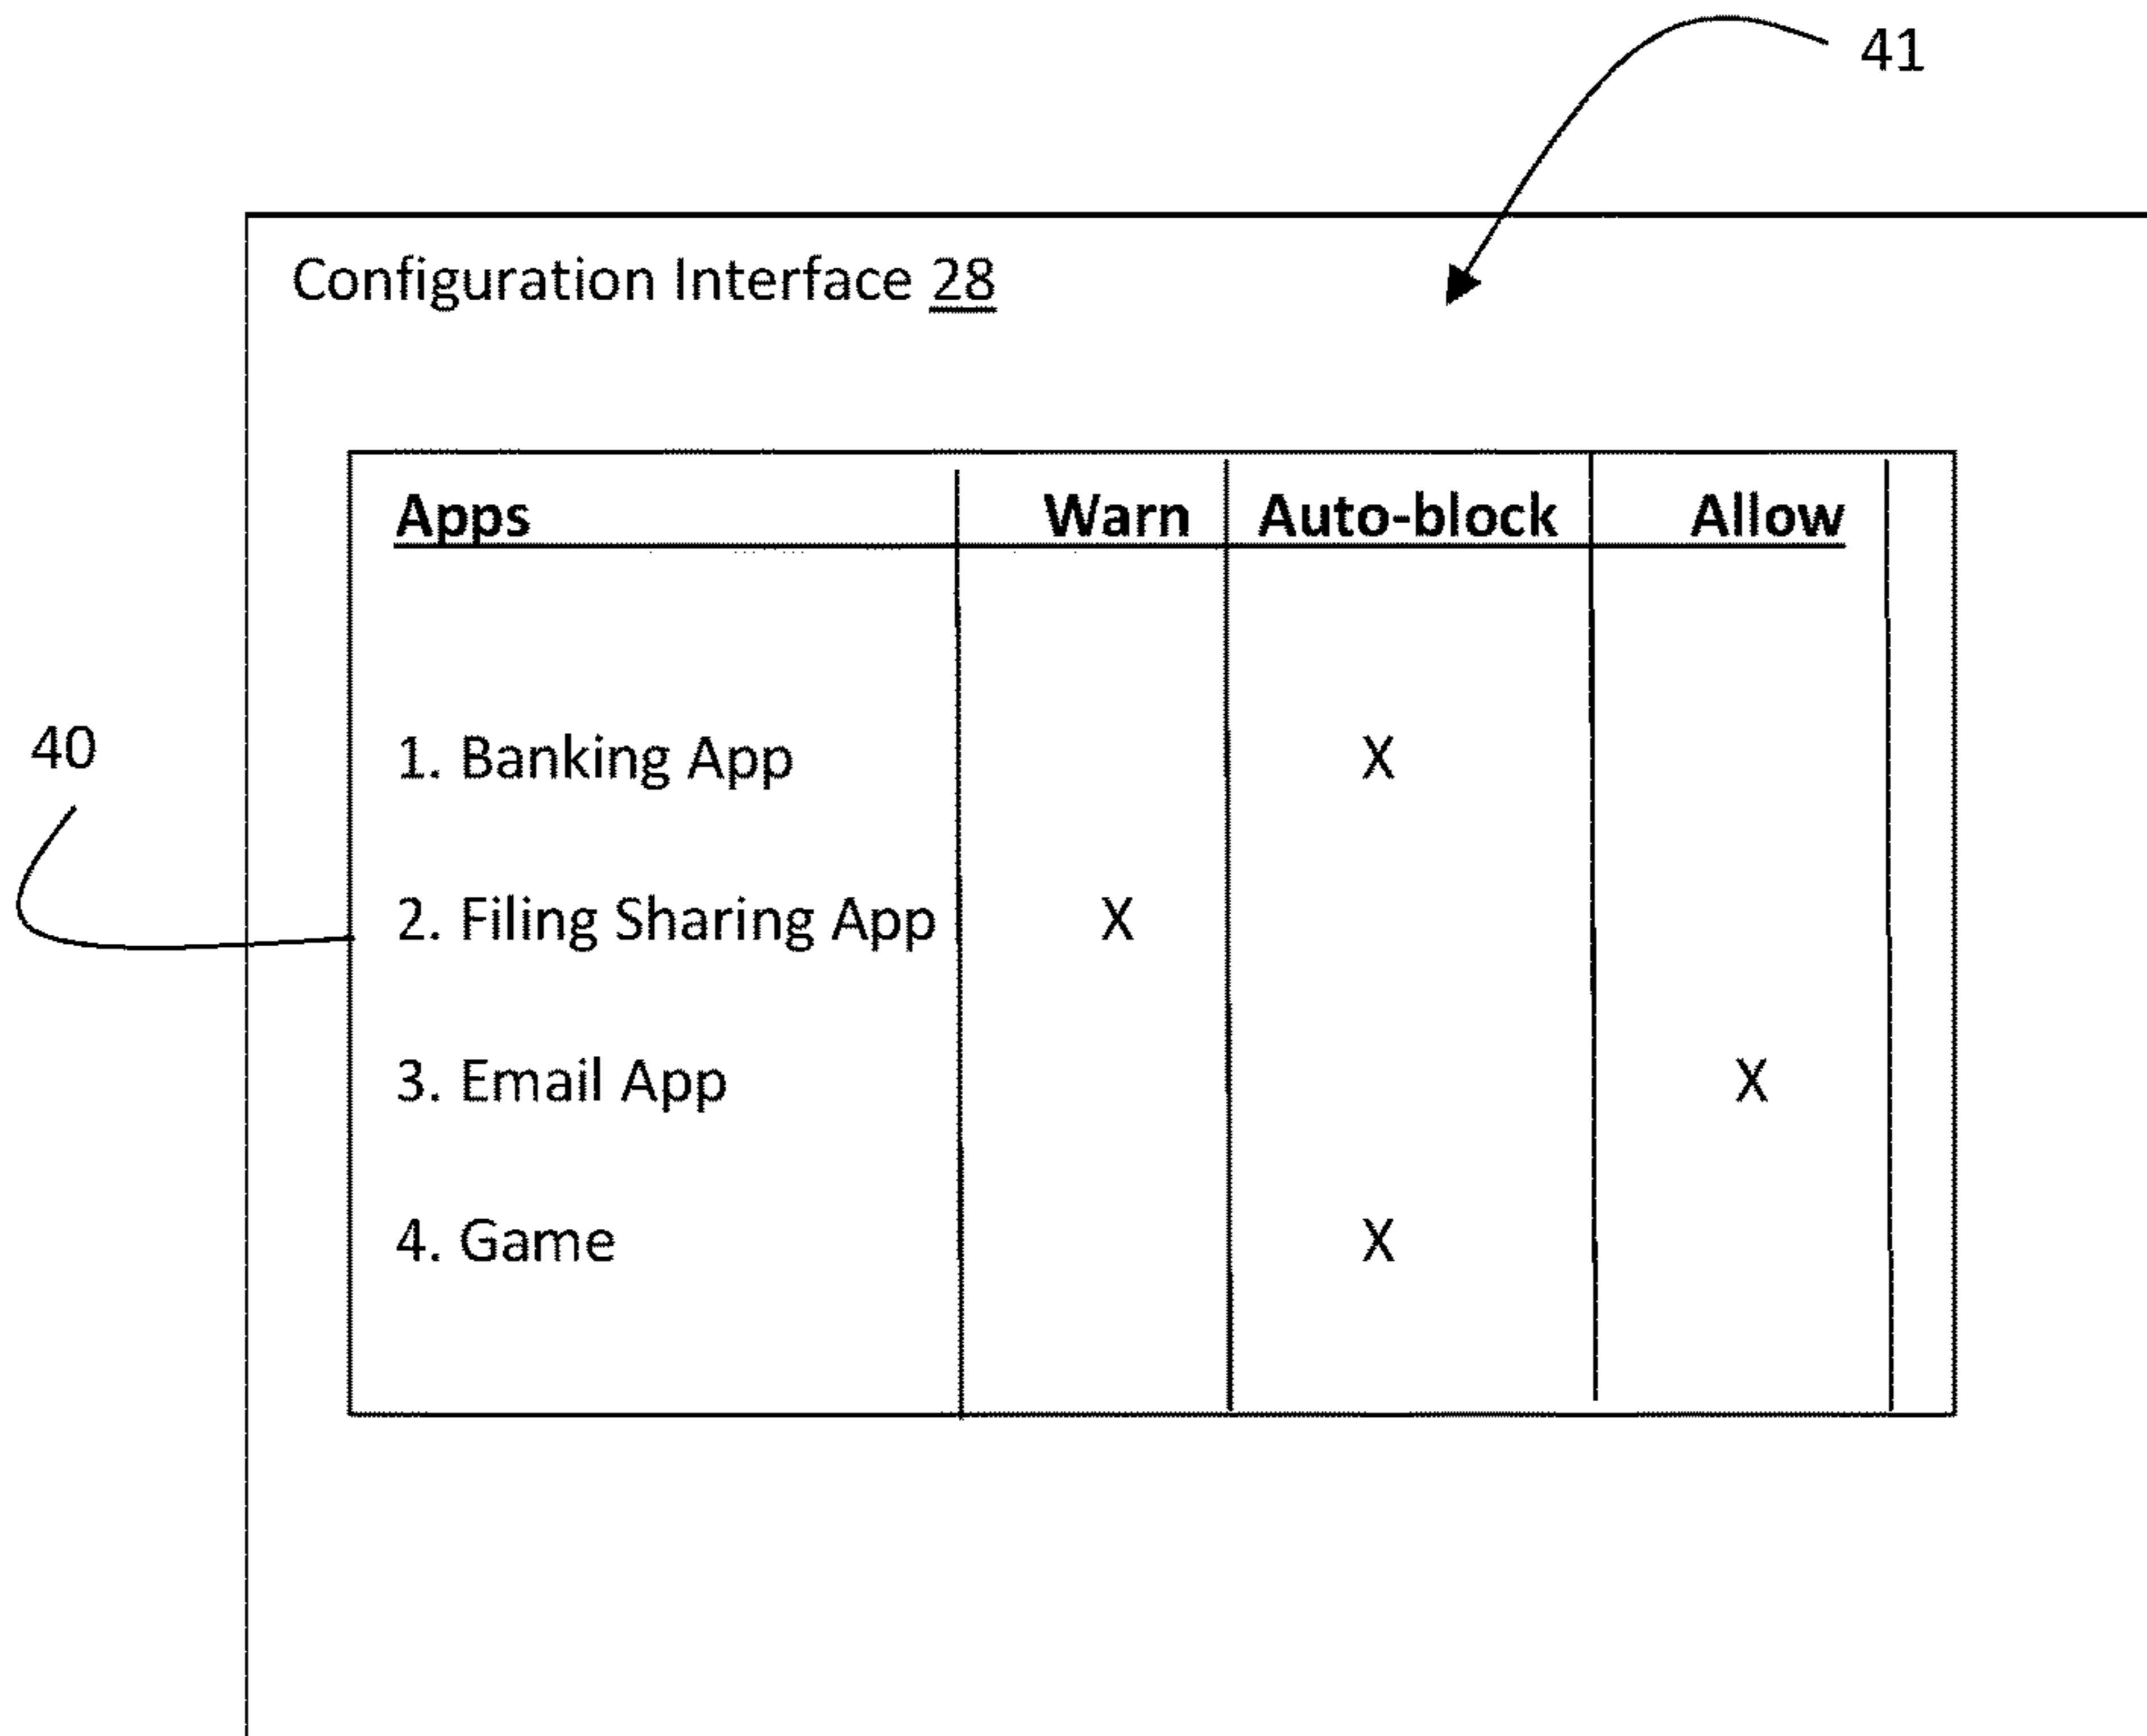 41
Configuration Interface 28
Apps Warn Auto-block Allow
40
1. Banking App X
2. Filing Sharing App X
3. Email App X
4. Game X